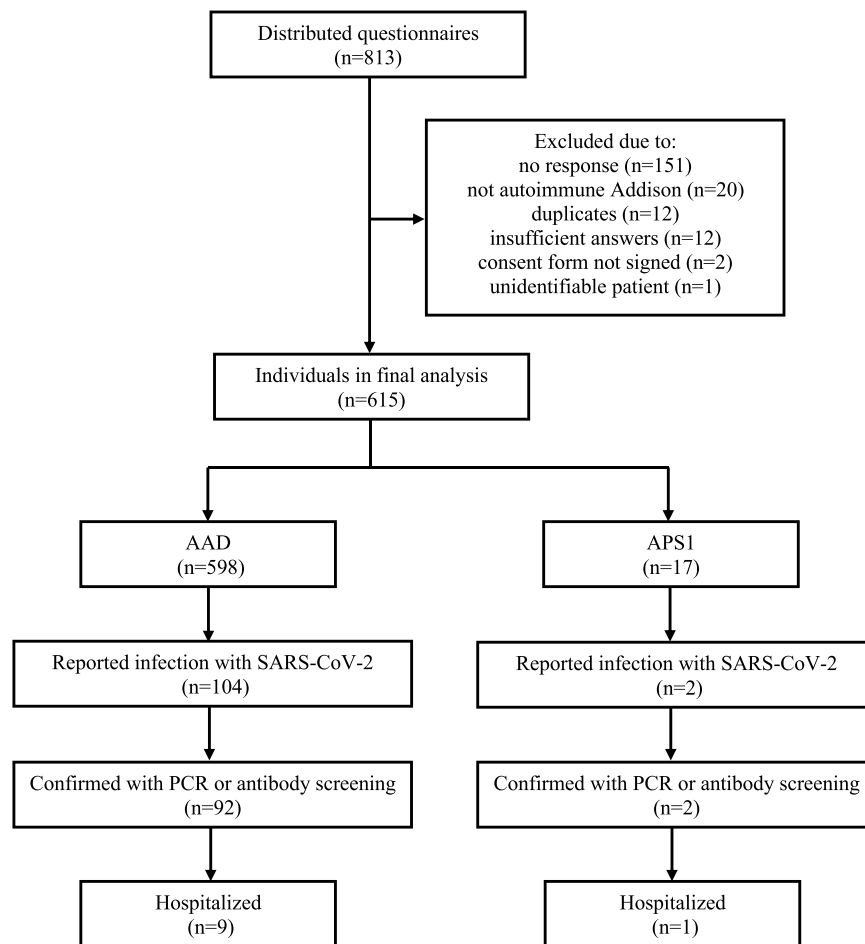 Distributed questionnaires
(n=813)
Excluded due to:
no response (n=151)
not autoimmune Addison (n=20)
duplicates (n=12)
insufficient answers (n=12)
consent form not signed (n=2)
unidentifiable patient (n=1)
Individuals in final analysis
(n=615)
AAD
(n=598)
APS1
(n=17)
Reported infection with SARS-CoV-2
(n=104)
Reported infection with SARS-CoV-2
(n=2)
Confirmed with PCR or antibody screening
(n=92)
Confirmed with PCR or antibody screening
(n=2)
Hospitalized
(n=9)
Hospitalized
(n=1)